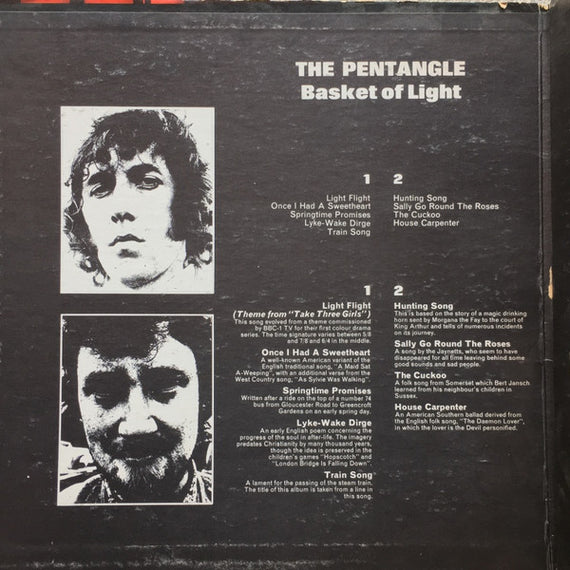 THE PENTANGLE
Basket of Light
1
Light Flight
Once I Had A Sweetheart
Springtime Promises
Lyke-Wake Dirge
Train Song
2
Hunting Song
Sally Go Round The Roses
The Cuckoo
House Carpenter
1
Light Flight
(Theme from "Take Three Girls")
This song evolved from a theme commissioned
by BBC-1 TV for their first colour drama
series. The time signature varies between 5/8
and 7/8 and 6/4 in the middle.
Once I Had A Sweetheart
A well-known American variant of the
English traditional song, "A Maid Sat
A-Weeping", with an additional verse from the
West Country song, "As Sylvie Was Walking".
Springtime Promises
Written after a ride on the top of a number 74
bus from Gloucester Road to Greencroft
Gardens on an early spring day.
Lyke-Wake Dirge
An early English poem concerning the
progress of the soul in after-life. The imagery
predates Christianity by many thousand years,
though the idea is preserved in the
children's games "Hopscotch" and
"London Bridge Is Falling Down".
Train Song
A lament for the passing of the steam train.
The title of this album is taken from a line in
this song.
2
Hunting Song
This is based on the story of a magic drinking
horn sent by Morgana the Fay to the court of
King Arthur and tells of numerous incidents
on its journey.
Sally Go Round The Roses
A song by the Jaynetts, who seem to have
disappeared for all time leaving behind some
good sounds and sad people.
The Cuckoo
A folk song from Somerset which Bert Jansch
learned from his neighbour's children in
Sussex.
House Carpenter
An American Southern ballad derived from
the English folk song, "The Daemon Lover",
in which the lover is the Devil personified.